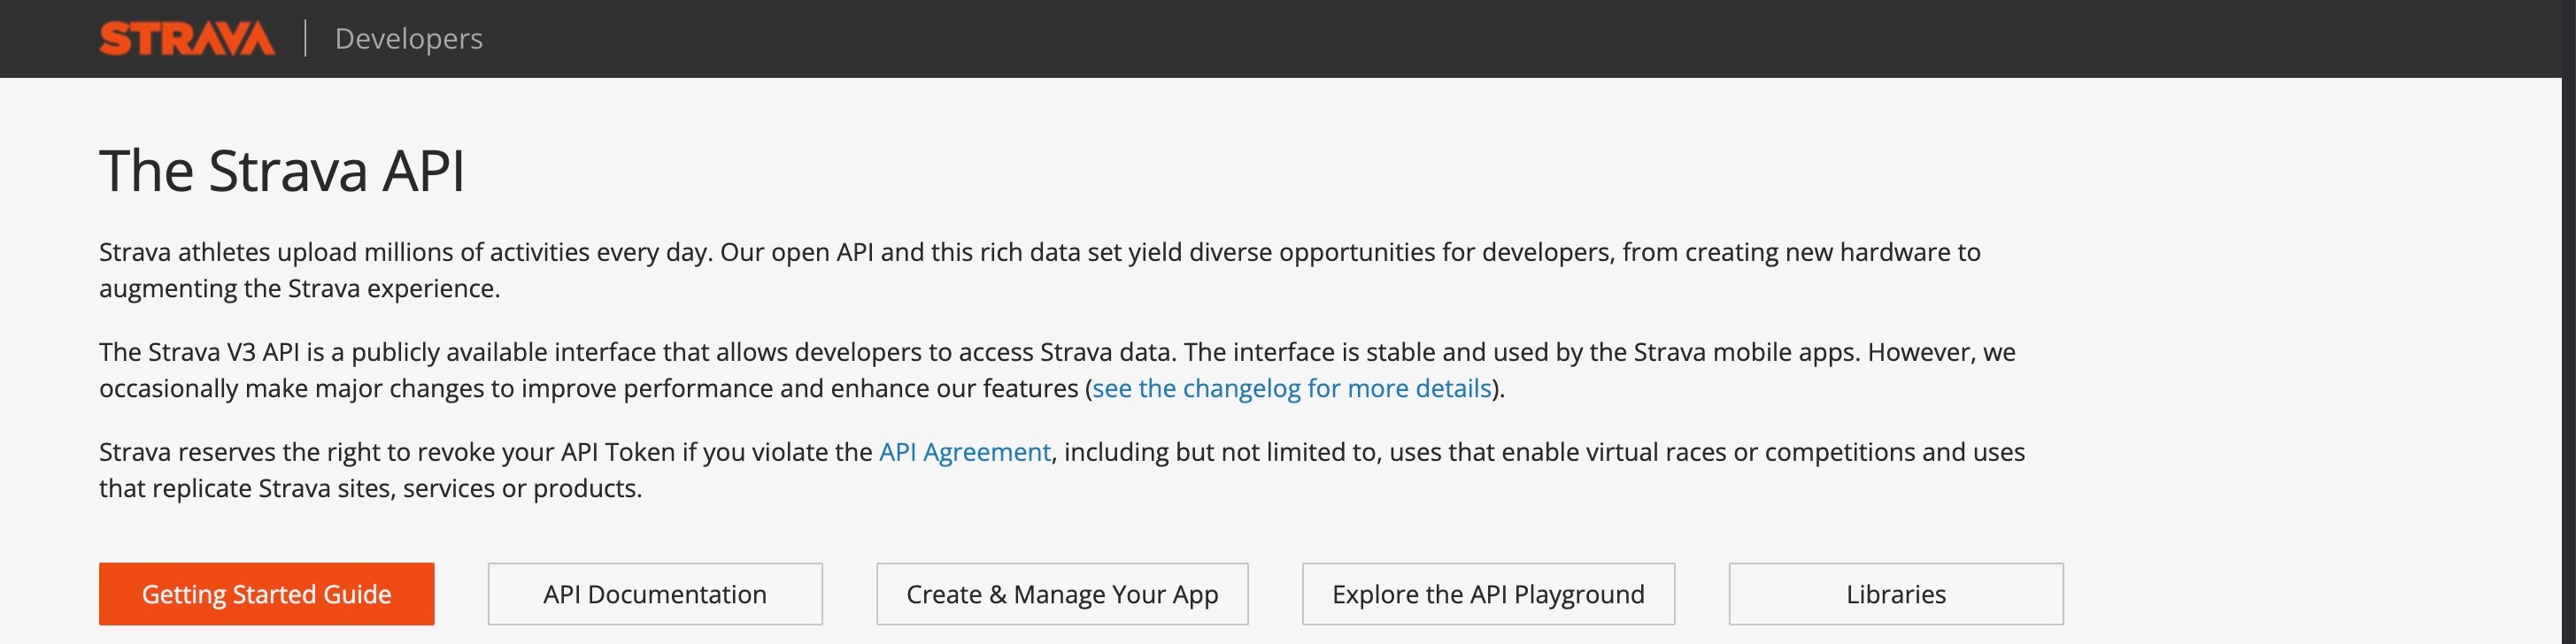 STRAVA Developers
The Strava API
Strava athletes upload millions of activities every day. Our open API and this rich data set yield diverse opportunities for developers, from creating new hardware to
augmenting the Strava experience.
The Strava V3 API is a publicly available interface that allows developers to access Strava data. The interface is stable and used by the Strava mobile apps. However, we
occasionally make major changes to improve performance and enhance our features (see the changelog for more details).
Strava reserves the right to revoke your API Token if you violate the API Agreement, including but not limited to, uses that enable virtual races or competitions and uses
that replicate Strava sites, services or products.
Getting Started Guide API Documentation Create & Manage Your App Explore the API Playground Libraries